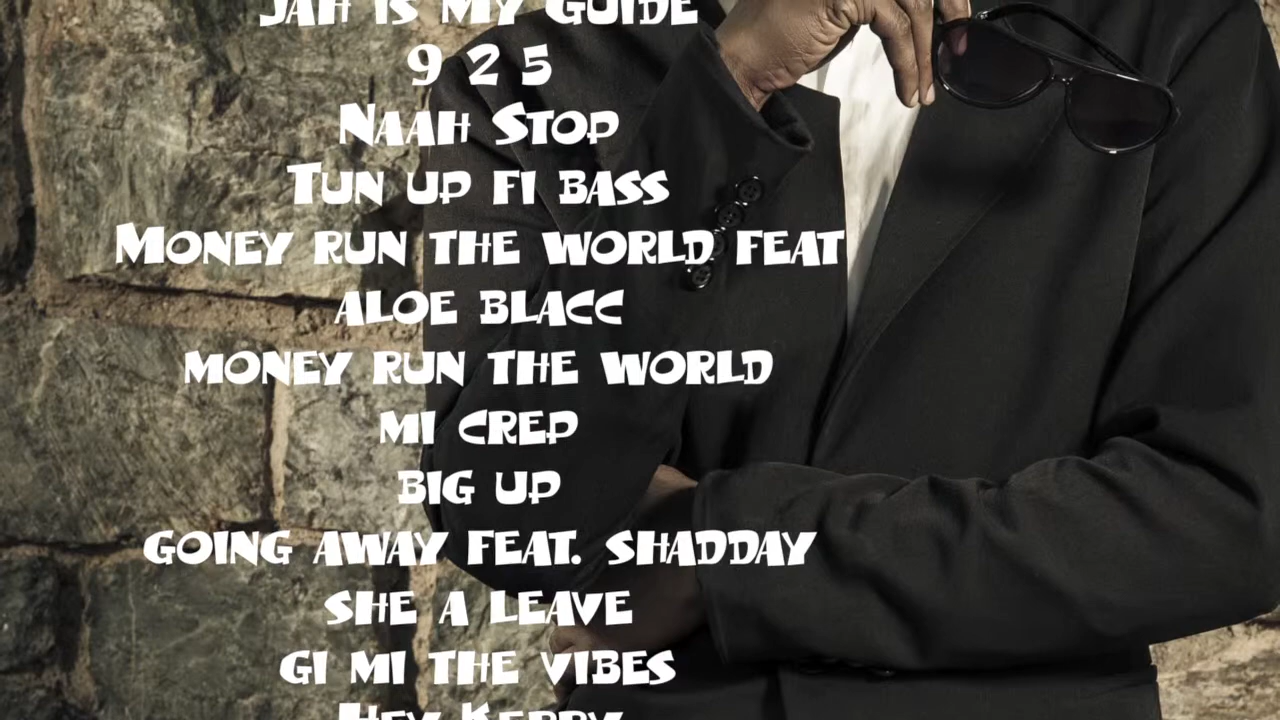 Jah is My Guide
9 2 5
Naah Stop
Tun up fi bass
Money run the world feat
aloe blacc
money run the world
mi crep
big up
going away feat. shadday
she a leave
gi mi the vibes
Hey Kerry